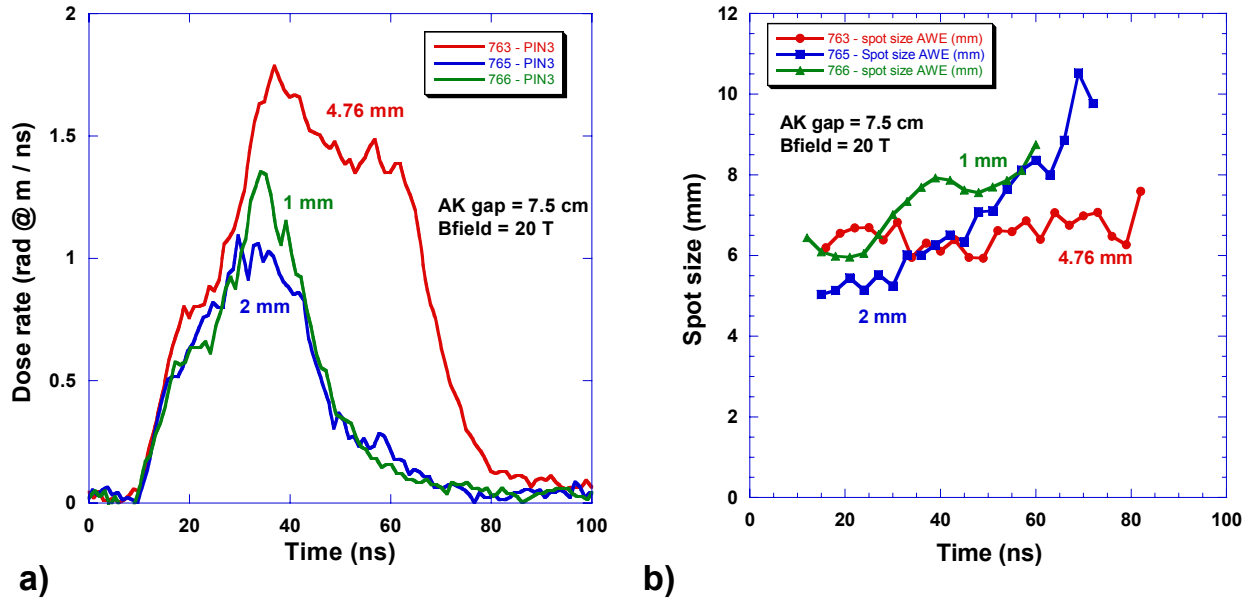 2
1.5
1
0.5
0
0
20
40
60
80
100
Dose rate (rad @ m / ns)
Time (ns)
763 - PIN3
765 - PIN3
766 - PIN3
4.76 mm
1 mm
2 mm
AK gap = 7.5 cm
Bfield = 20 T
a)
12
10
8
6
4
2
0
0
20
40
60
80
100
Spot size (mm)
Time (ns)
763 - spot size AWE (mm)
765 - Spot size AWE (mm)
766 - spot size AWE (mm)
AK gap = 7.5 cm
Bfield = 20 T
1 mm
4.76 mm
2 mm
b)